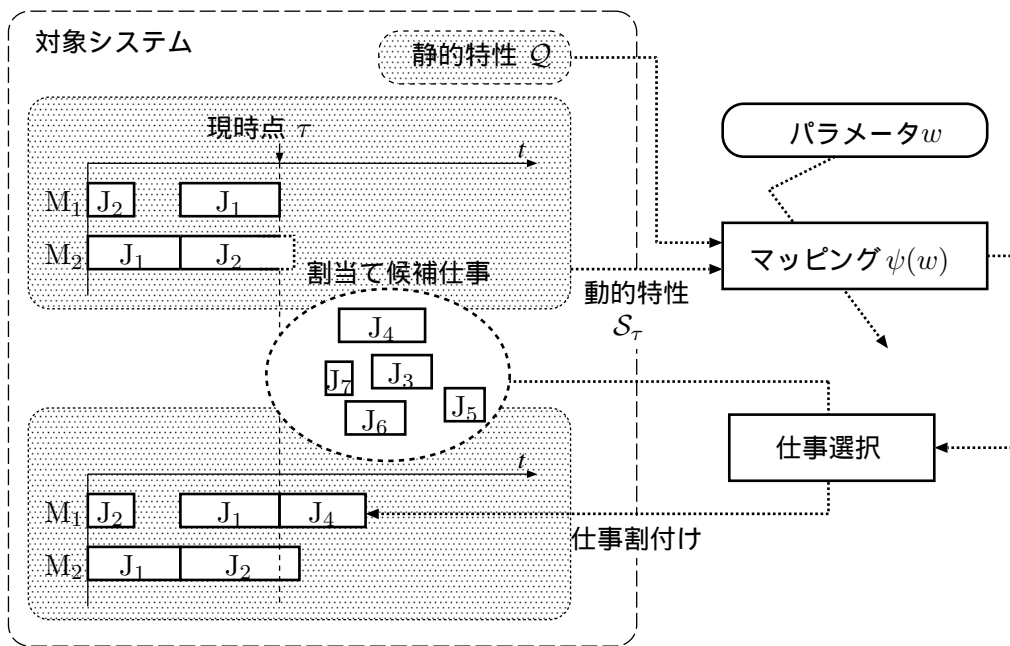 対象システム
静的特性 𝒬
現時点 τ
t
M₁ J₂ J₁
M₂ J₁ J₂
パラメータw
マッピング ψ(w)
割当て候補仕事
動的特性
𝒮_τ
J₄
J₇ J₃
J₆ J₅
仕事選択
t
M₁ J₂ J₁ J₄
M₂ J₁ J₂
仕事割付け